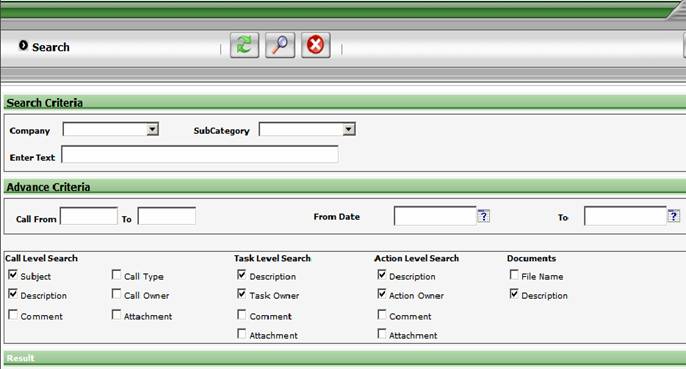 Search
Search Criteria
Company SubCategory
Enter Text
Advance Criteria
Call From To From Date ? To ?
Call Level Search Task Level Search Action Level Search Documents
Subject Call Type Description Description File Name
Description Call Owner Task Owner Action Owner Description
Comment Attachment Comment Comment
Attachment Attachment
Result